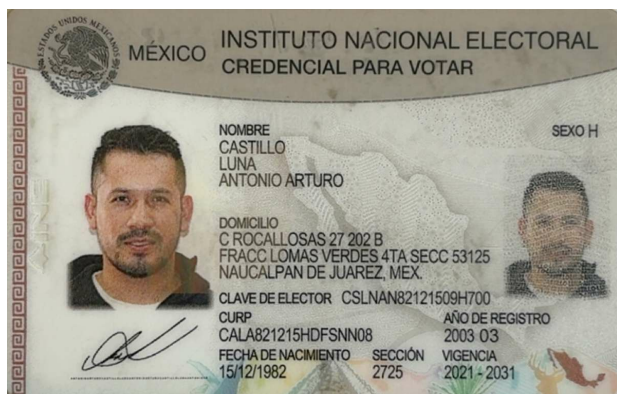 ESTADOS UNIDOS MEXICANOS
MÉXICO
INSTITUTO NACIONAL ELECTORAL
CREDENCIAL PARA VOTAR
NOMBRE
SEXO H
CASTILLO
LUNA
ANTONIO ARTURO
DOMICILIO
C ROCALLOSAS 27 202 B
FRACC LOMAS VERDES 4TA SECC 53125
NAUCALPAN DE JUAREZ, MEX.
CLAVE DE ELECTOR CSLNAN82121509H700
CURP AÑO DE REGISTRO
CALA821215HDFSNN08 2003 03
FECHA DE NACIMIENTO SECCIÓN VIGENCIA
15/12/1982 2725 2021 - 2031
INE